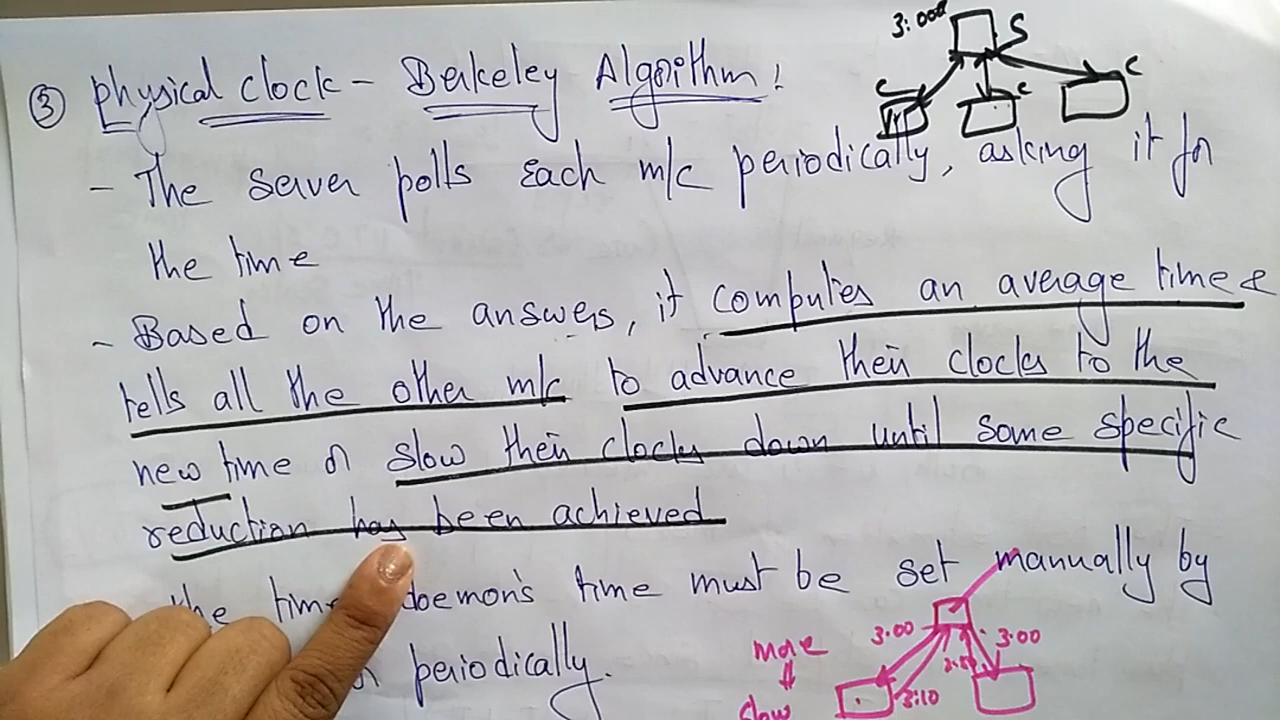 3:00 S
C C C
③ Physical Clock - Berkeley Algorithm:
- The server polls each m/c periodically, asking it for
the time
- Based on the answers, it computes an average time &
tells all the other m/c to advance their clocks to the
new time or slow their clocks down until some specific
reduction has been achieved
the time doemon's time must be set manually by
periodically.
3.00 3.00
more
3:10
slow